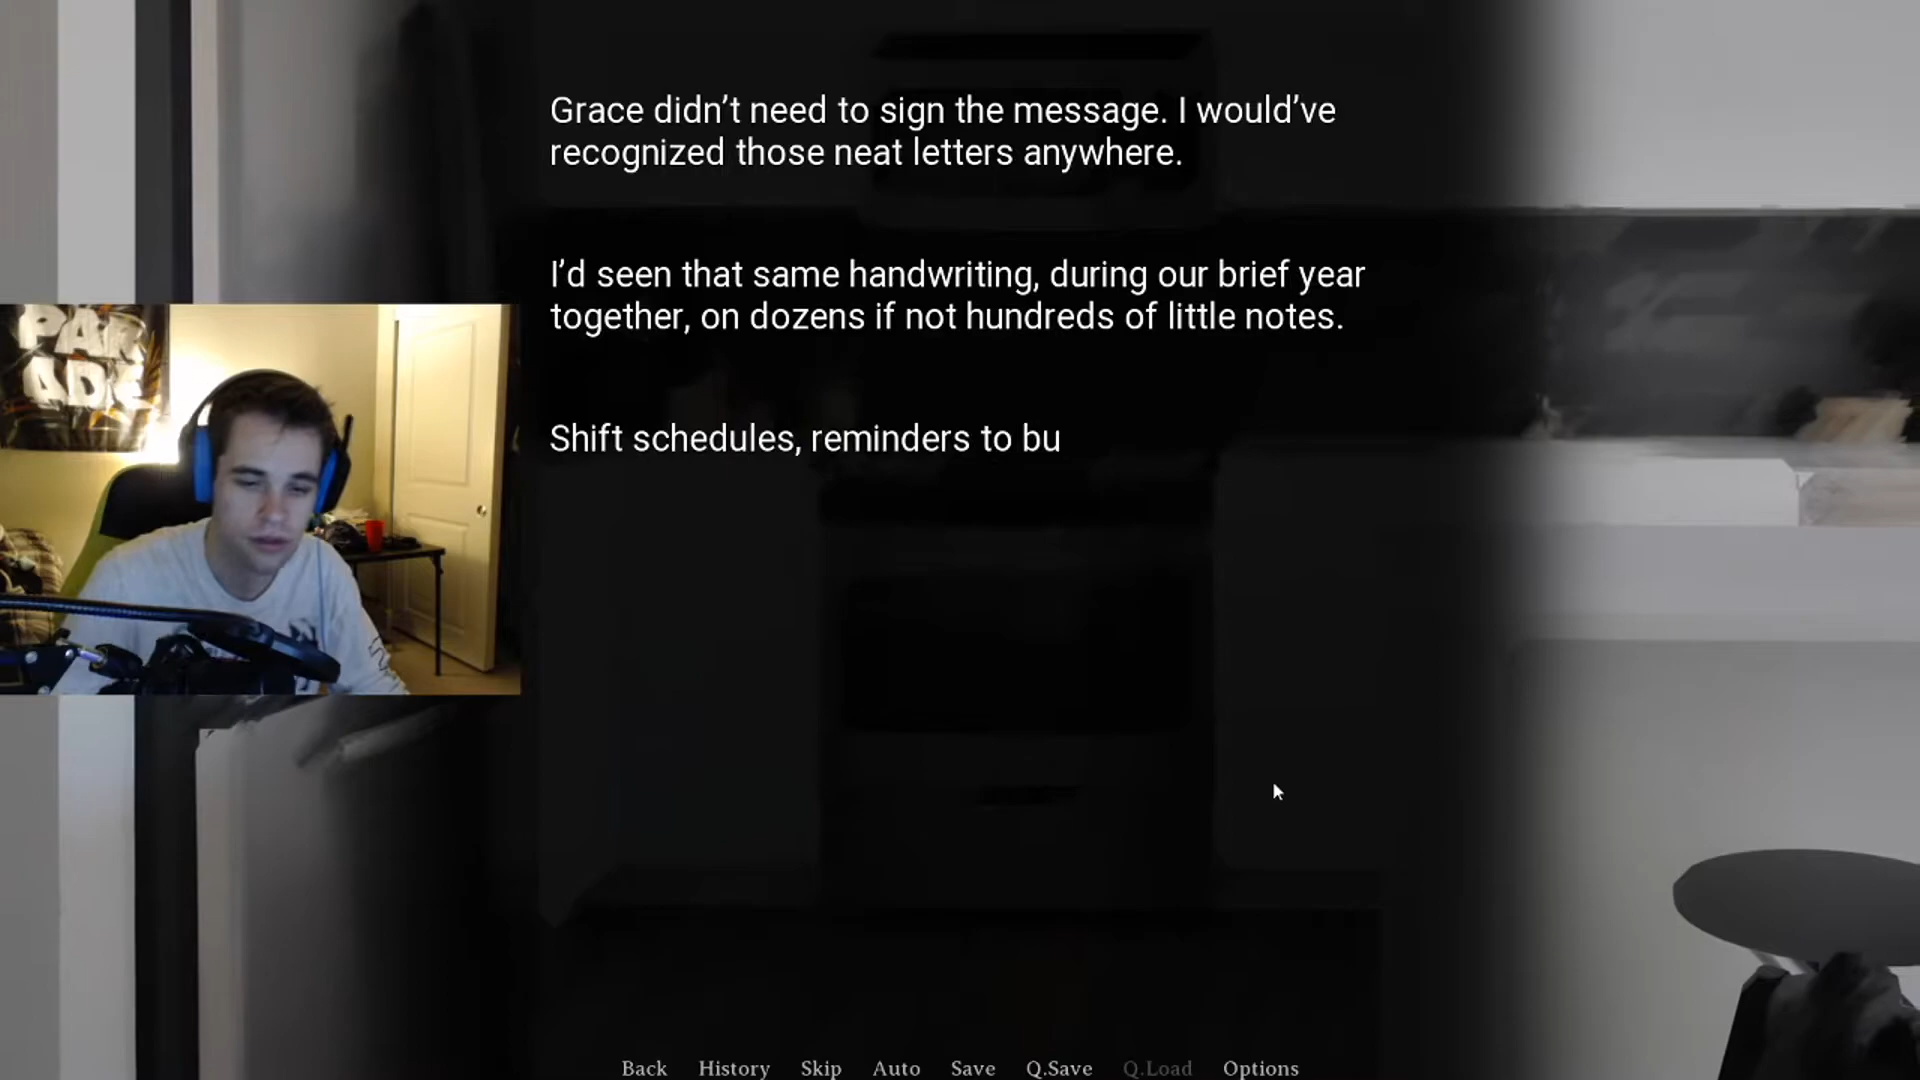 Grace didn’t need to sign the message. I would’ve
recognized those neat letters anywhere.
I’d seen that same handwriting, during our brief year
together, on dozens if not hundreds of little notes.
Shift schedules, reminders to bu
PAR
ADE
Back History Skip Auto Save Q.Save Q.Load Options